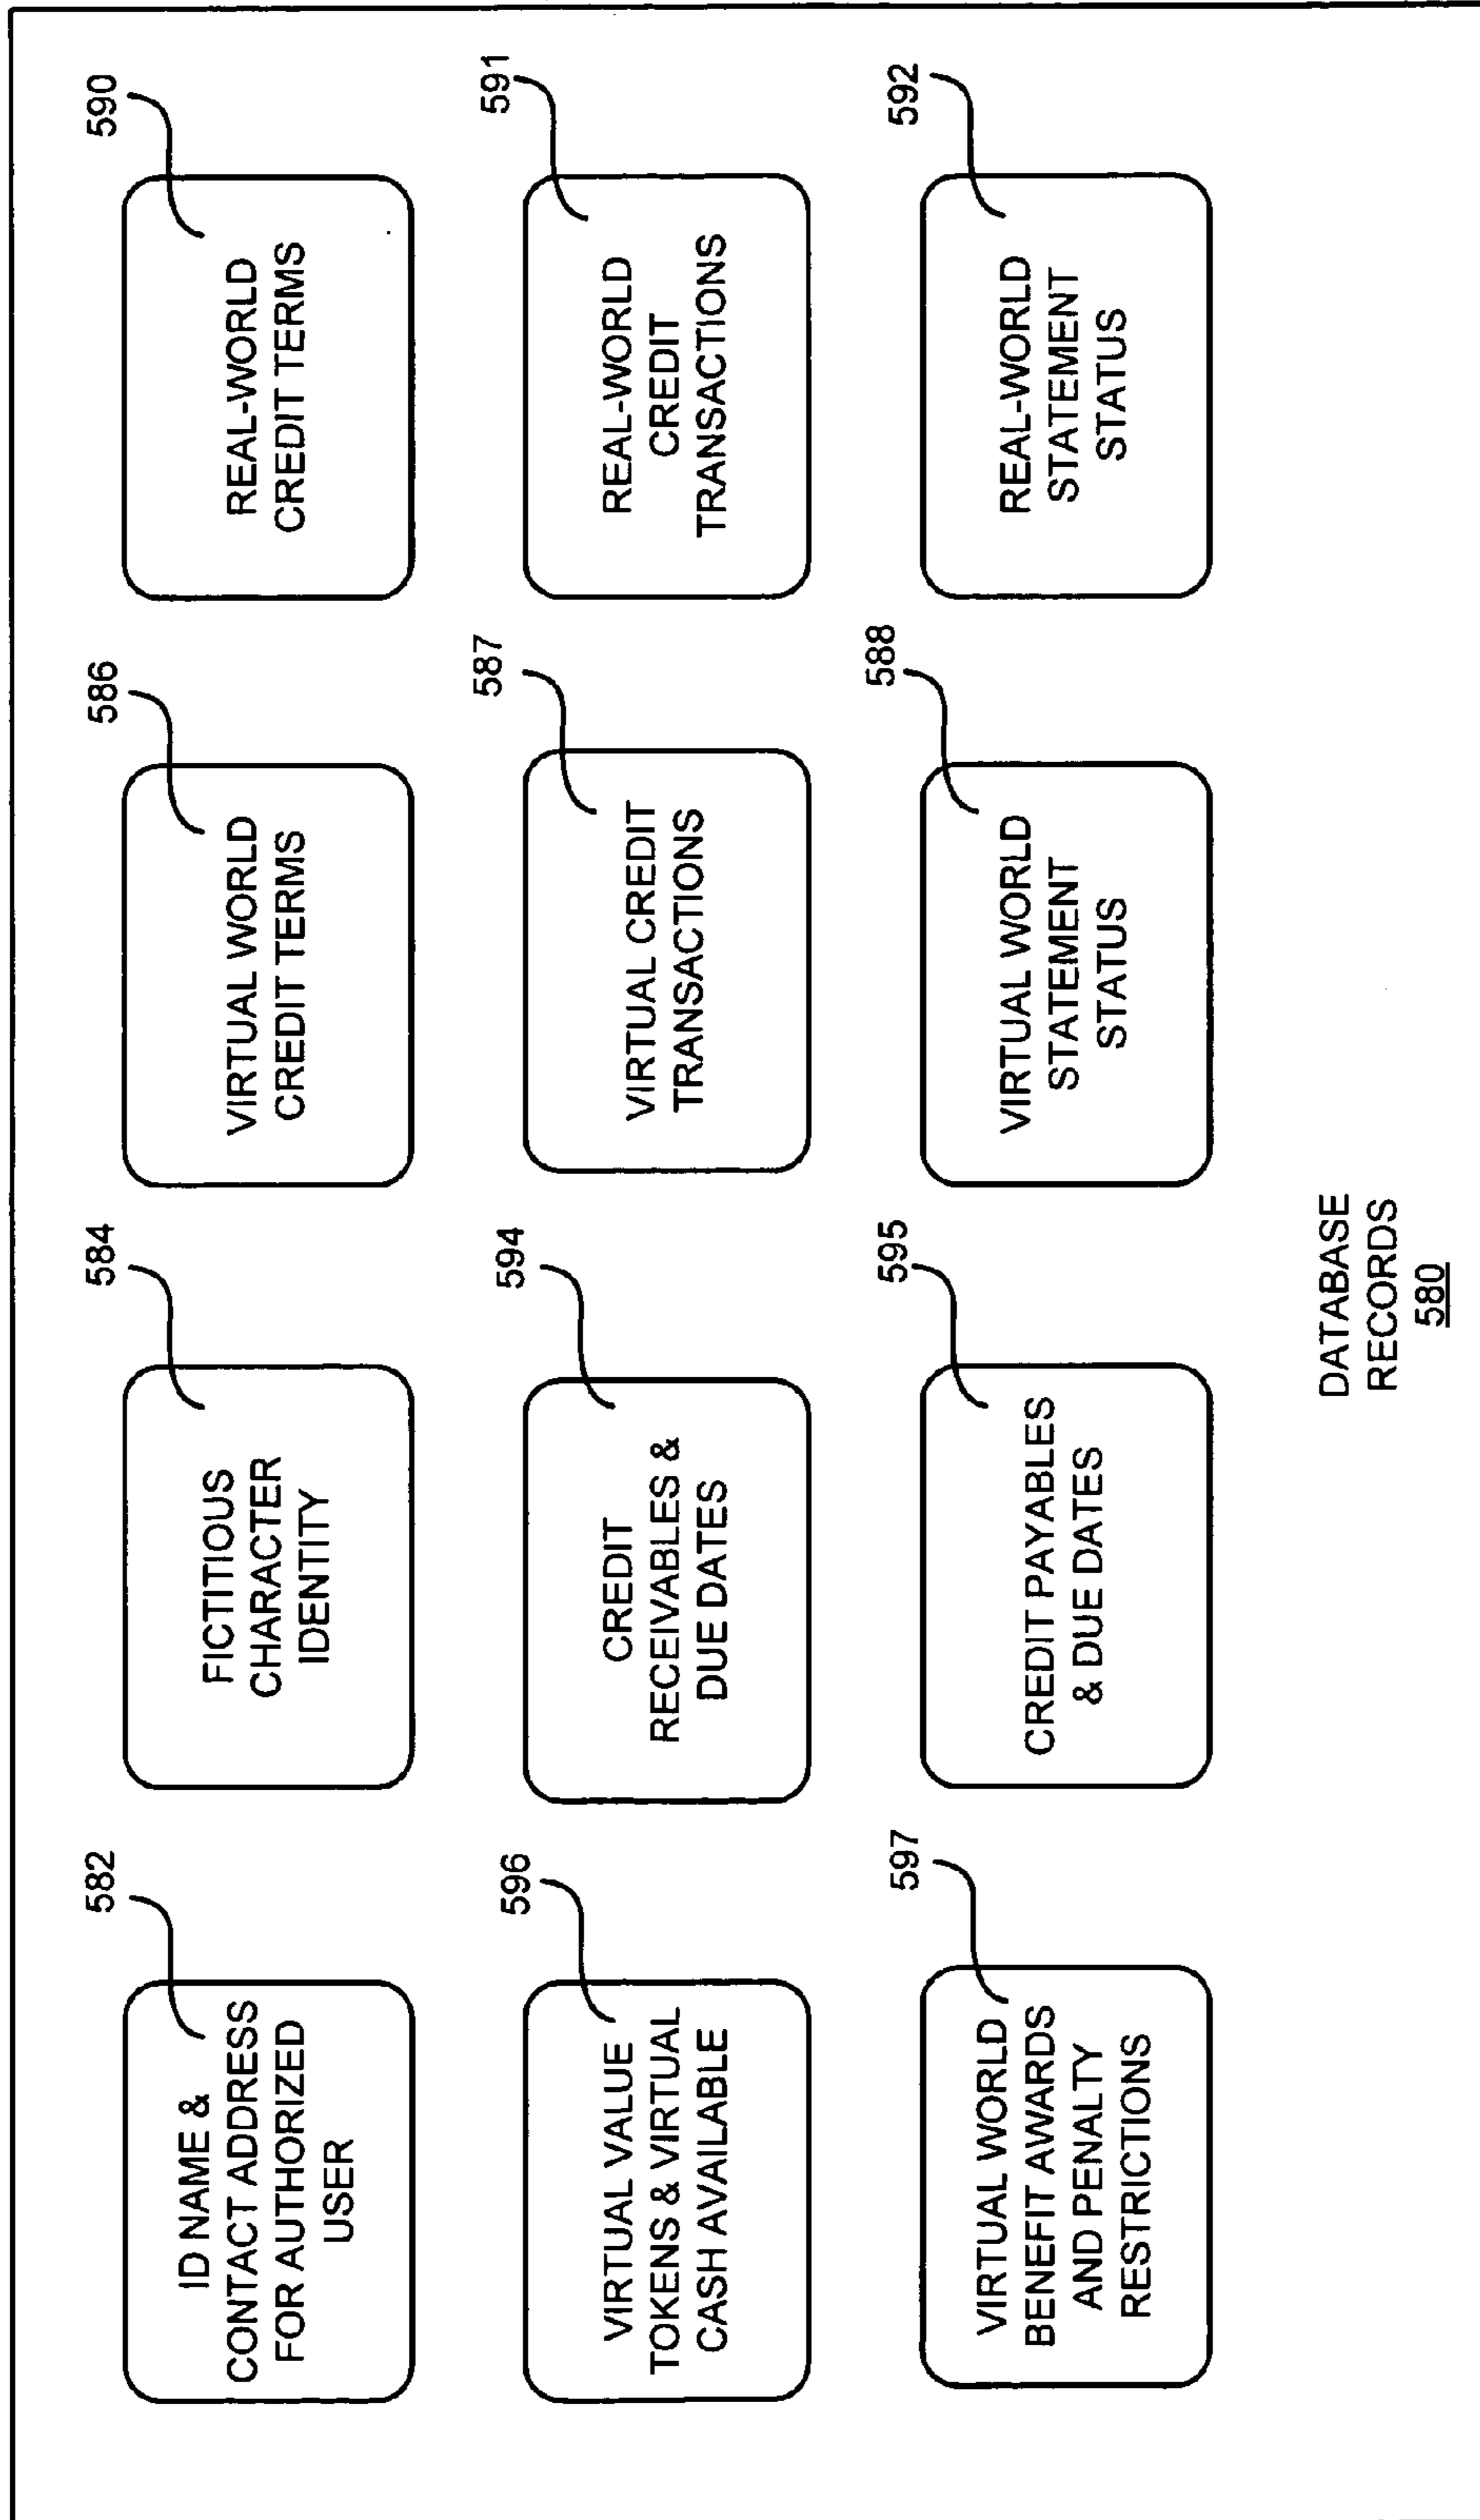 582
ID NAME &
CONTACT ADDRESS
FOR AUTHORIZED
USER
584
FICTITIOUS
CHARACTER
IDENTITY
586
VIRTUAL WORLD
CREDIT TERMS
590
REAL-WORLD
CREDIT TERMS
596
VIRTUAL VALUE
TOKENS & VIRTUAL
CASH AVAILABLE
594
CREDIT
RECEIVABLES &
DUE DATES
587
VIRTUAL CREDIT
TRANSACTIONS
591
REAL-WORLD
CREDIT
TRANSACTIONS
597
VIRTUAL WORLD
BENEFIT AWARDS
AND PENALTY
RESTRICTIONS
595
CREDIT PAYABLES
& DUE DATES
588
VIRTUAL WORLD
STATEMENT
STATUS
592
REAL-WORLD
STATEMENT
STATUS
DATABASE
RECORDS
580